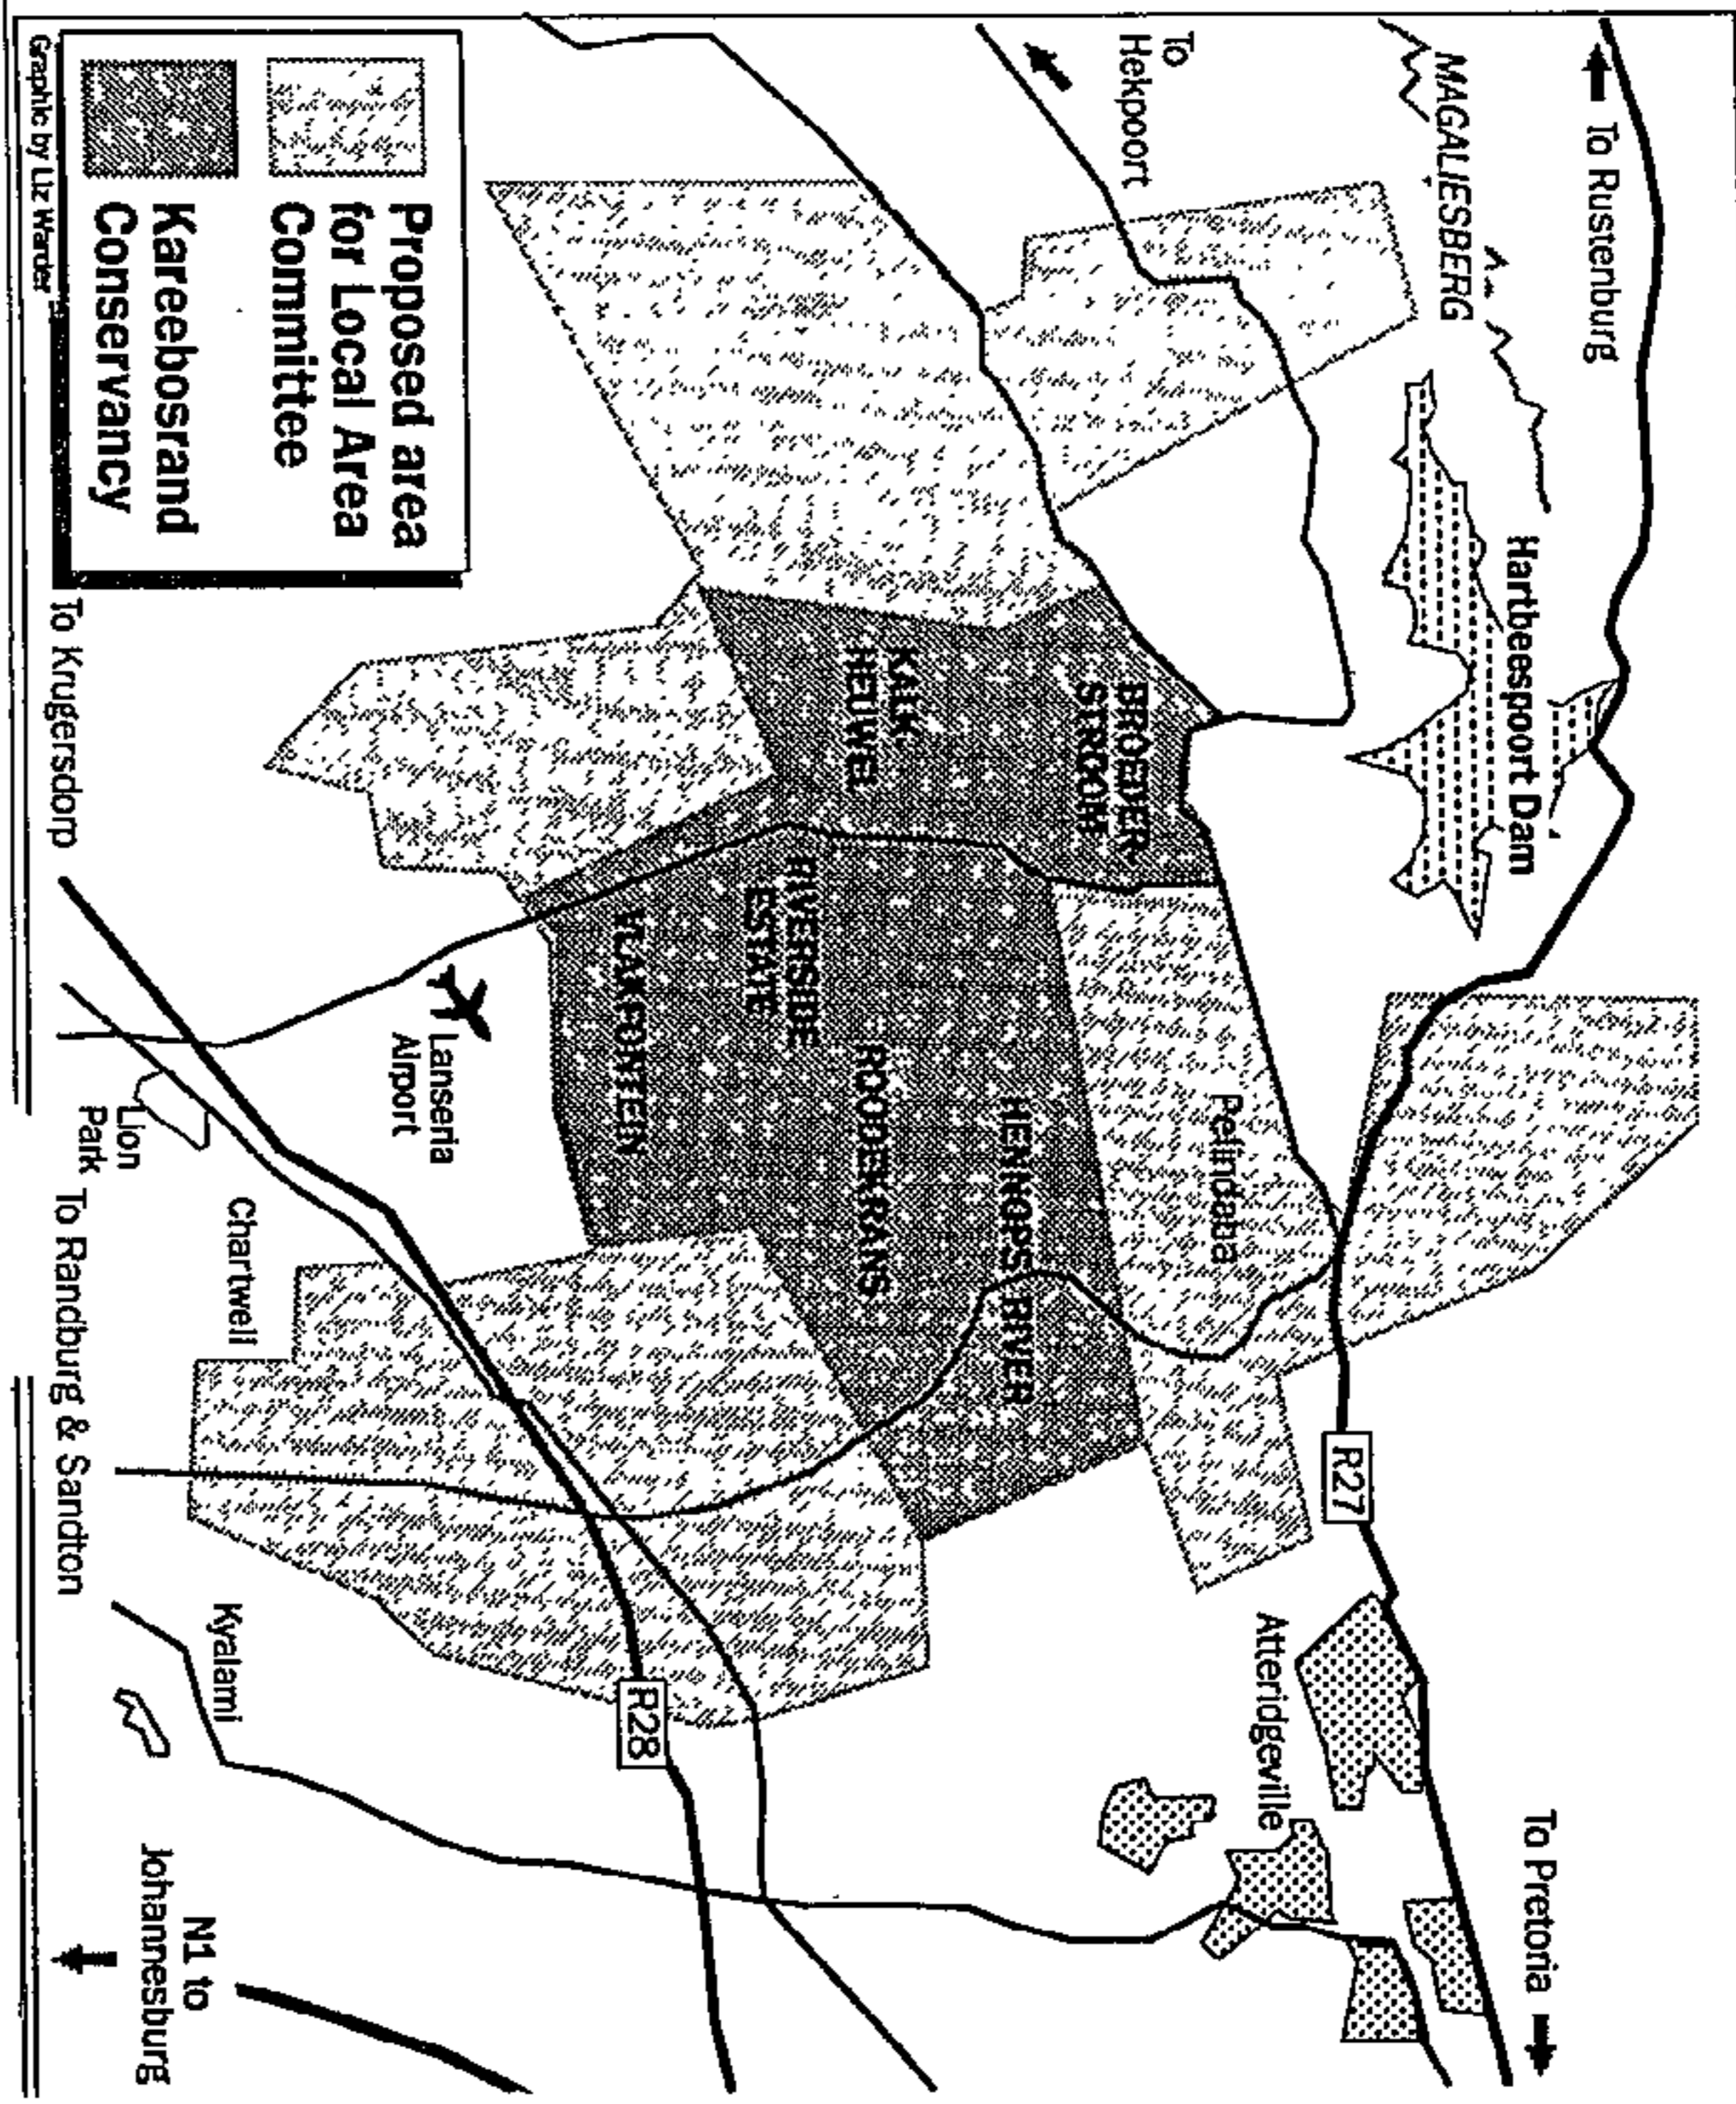 To Rustenburg
MAGALIESBERG
Hartbeespoort Dam
To Pretoria
To
Hekpoort
R27
Pelindaba
Atteridgeville
BROEDER-
STROOM
KALK-
HEUWEL
HENNOPS RIVER
ROODEKRANS
RIVERSIDE
ESTATE
VLAKFONTEIN
R28
Lanseria
Airport
Proposed area
for Local Area
Committee
Kareebosrand
Conservancy
Graphic by Liz Warder
To Krugersdorp
Lion
Park
Chartwell
To Randburg & Sandton
Kyalami
N1 to
Johannesburg